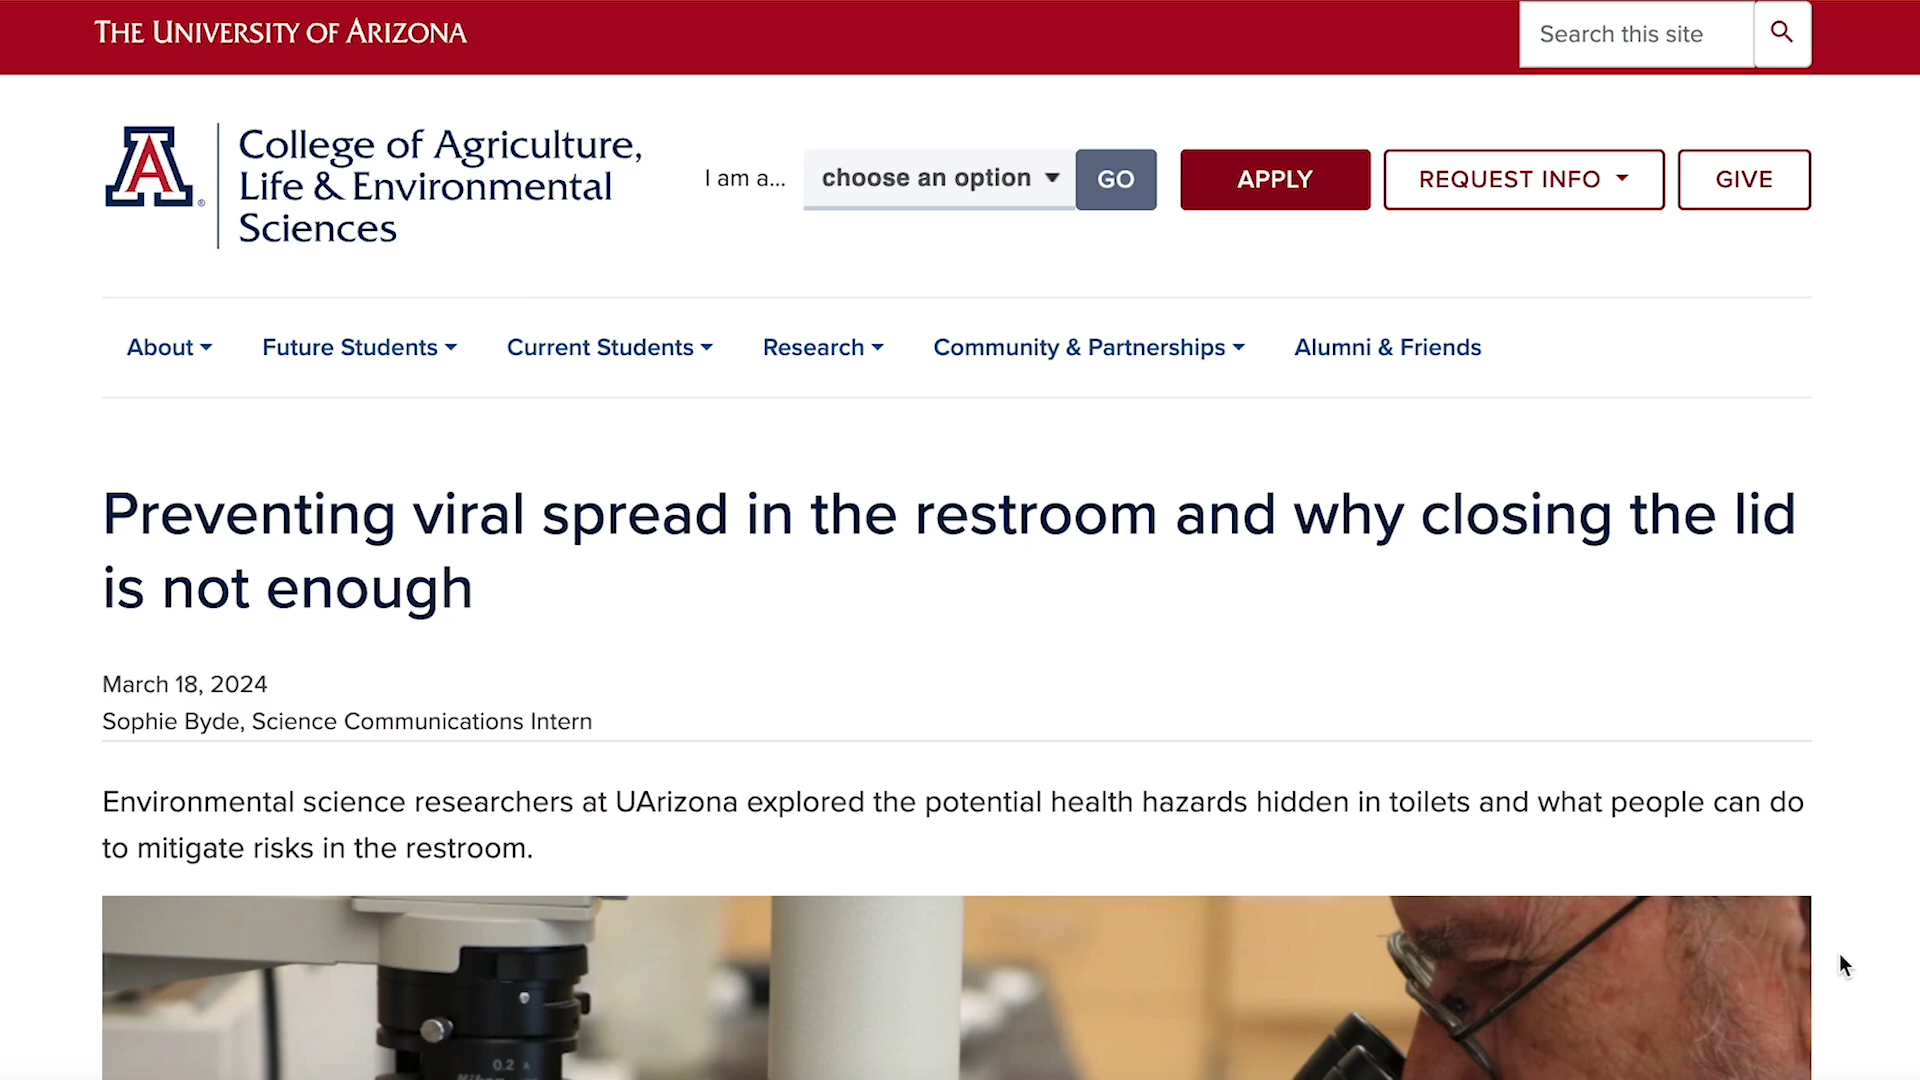 THE UNIVERSITY OF ARIZONA
Search this site
A
®
College of Agriculture,
Life & Environmental
Sciences
I am a...
choose an option
GO
APPLY
REQUEST INFO
GIVE
About
Future Students
Current Students
Research
Community & Partnerships
Alumni & Friends
Preventing viral spread in the restroom and why closing the lid
is not enough
March 18, 2024
Sophie Byde, Science Communications Intern
Environmental science researchers at UArizona explored the potential health hazards hidden in toilets and what people can do
to mitigate risks in the restroom.
0.2